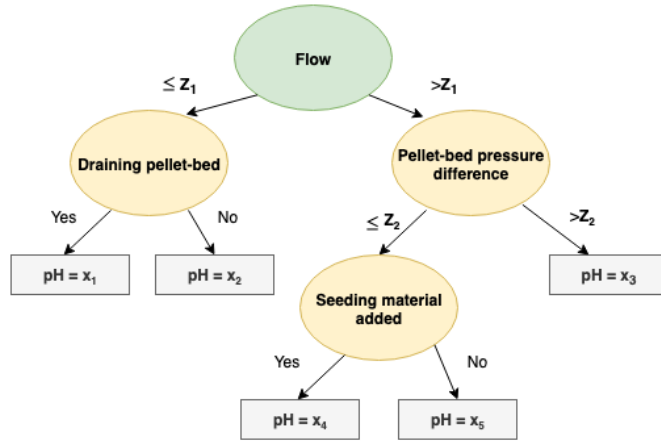 Flow
≤ Z₁
>Z₁
Draining pellet-bed
Pellet-bed pressure
difference
Yes
No
≤ Z₂
>Z₂
pH = x₁
pH = x₂
pH = x₃
Seeding material
added
Yes
No
pH = x₄
pH = x₅